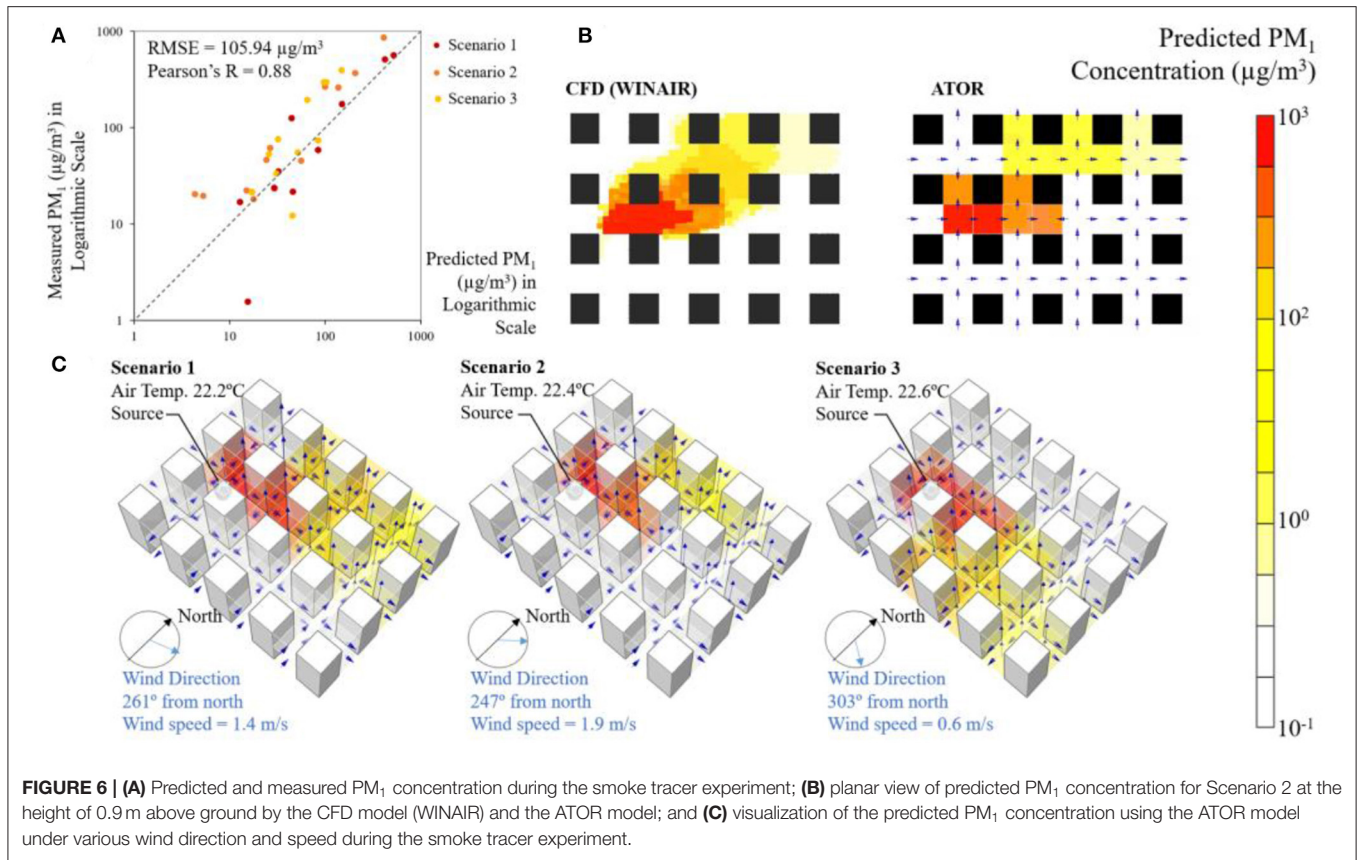 A
1000
100
10
1
1
10
100
1000
RMSE = 105.94 µg/m³
Pearson's R = 0.88
Measured PM₁ (µg/m³) in
Logarithmic
Scale
Predicted PM₁
(µg/m³) in
Logarithmic
Scale
Scenario 1
Scenario 2
Scenario 3
B
CFD (WINAIR)
ATOR
Predicted PM₁
Concentration (µg/m³)
10³
10²
10⁰
10⁻¹
C
Scenario 1
Air Temp. 22.2ºC
Source
North
Wind Direction
261º from north
Wind speed = 1.4 m/s
Scenario 2
Air Temp. 22.4ºC
Source
North
Wind Direction
247º from north
Wind speed = 1.9 m/s
Scenario 3
Air Temp. 22.6ºC
Source
North
Wind Direction
303º from north
Wind speed = 0.6 m/s
FIGURE 6 | (A) Predicted and measured PM₁ concentration during the smoke tracer experiment; (B) planar view of predicted PM₁ concentration for Scenario 2 at the
height of 0.9 m above ground by the CFD model (WINAIR) and the ATOR model; and (C) visualization of the predicted PM₁ concentration using the ATOR model
under various wind direction and speed during the smoke tracer experiment.